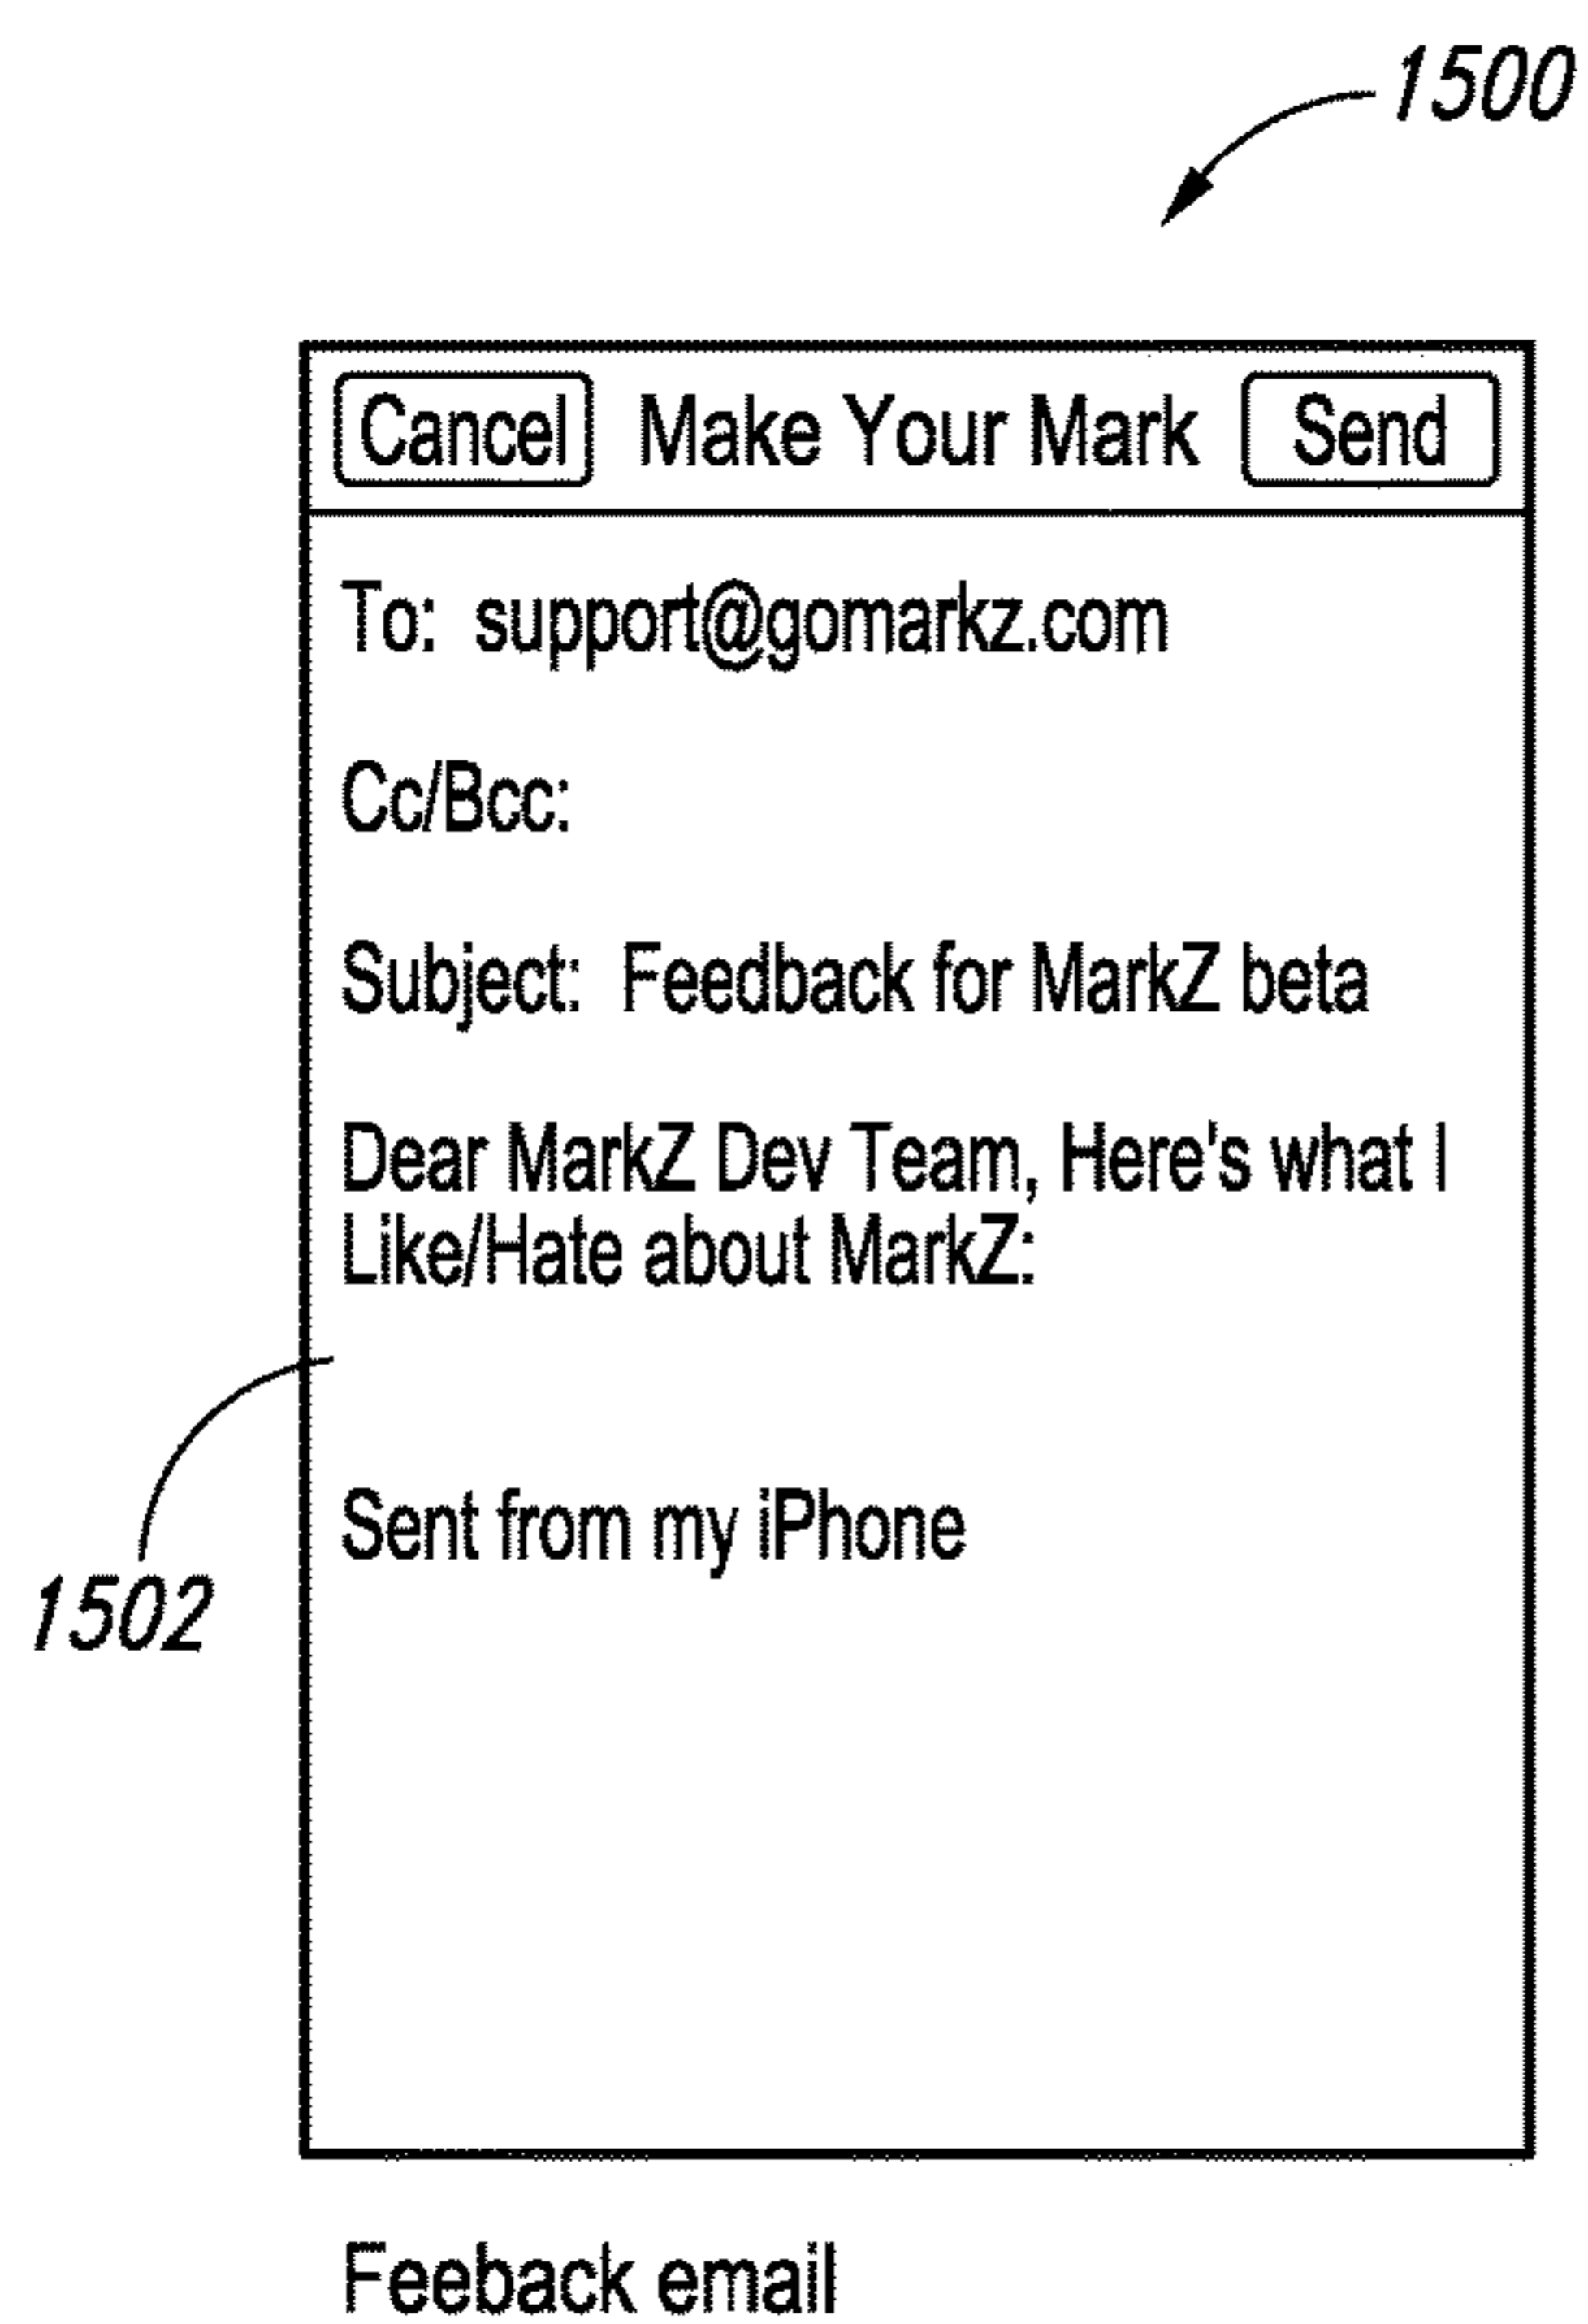 1500
Cancel Make Your Mark Send
To: support@gomarkz.com
Cc/Bcc:
Subject: Feedback for MarkZ beta
Dear MarkZ Dev Team, Here's what I
Like/Hate about MarkZ:
Sent from my iPhone
1502
Feeback email